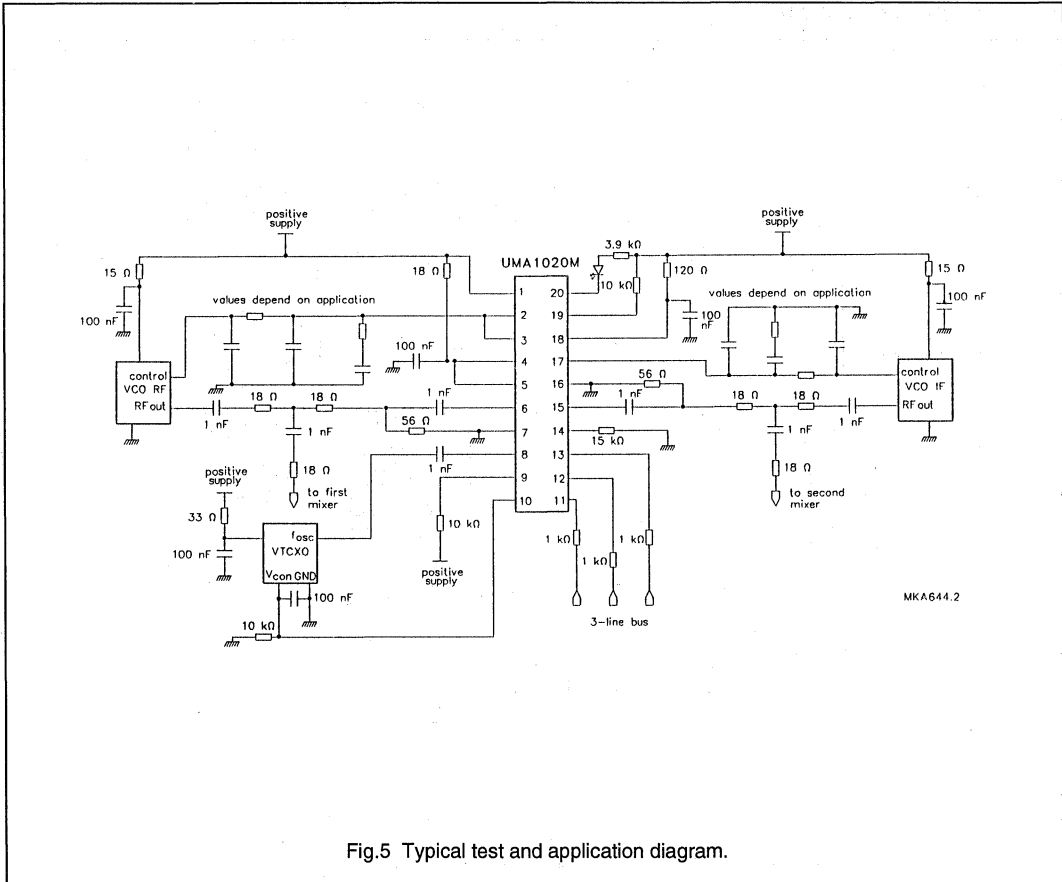 positive
supply
positive
supply
3.9 kΩ
UMA1020M
15 Ω
18 Ω
10 kΩ
120 Ω
15 Ω
100 nF
values depend on application
100
nF
values depend on application
100 nF
1
2
3
4
5
6
7
8
9
10
20
19
18
17
16
15
14
13
12
11
100 nF
control
VCO RF
RF out
control
VCO IF
RF out
1 nF
18 Ω
18 Ω
1 nF
56 Ω
1 nF
56 Ω
1 nF
18 Ω
18 Ω
1 nF
1 nF
15 kΩ
1 nF
18 Ω
to first
mixer
1 nF
18 Ω
to second
mixer
positive
supply
33 Ω
100 nF
fosc
VTCXO
Vcon GND
100 nF
10 kΩ
10 kΩ
positive
supply
1 kΩ
1 kΩ
1 kΩ
3-line bus
MKA644.2
Fig.5 Typical test and application diagram.